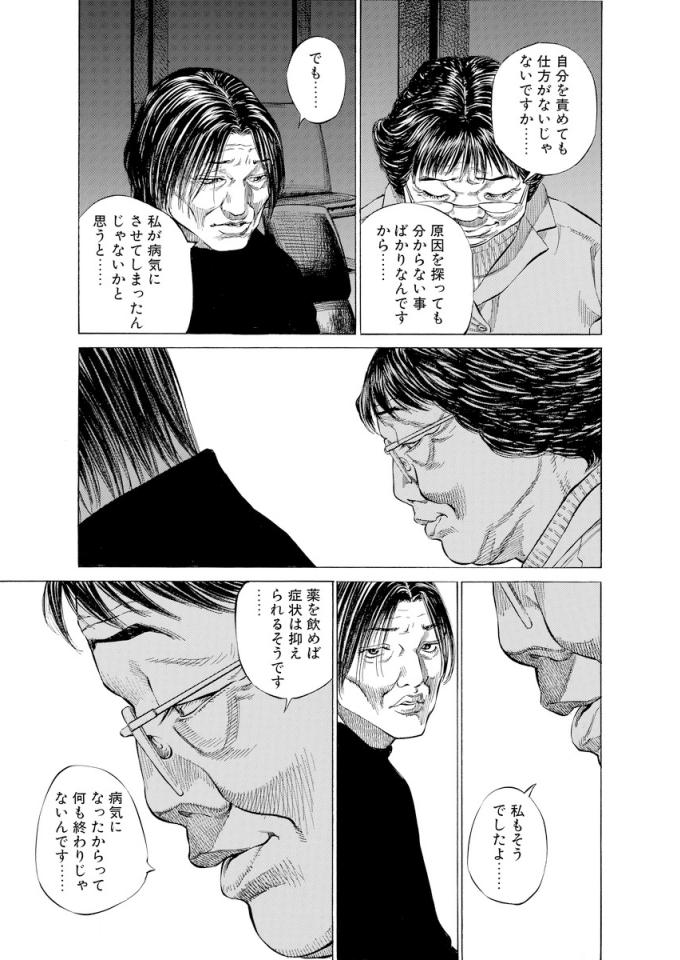 自分を責めても
仕方がないじゃ
ないですか……
原因を探っても
分からない事
ばかりなんです
から……
でも……
私が病気に
させてしまったん
じゃないかと
思うと……
私もそう
でしたよ……
薬を飲めば
症状は抑え
られるそうです
……
病気に
なったからって
何も終わりじゃ
ないんです……